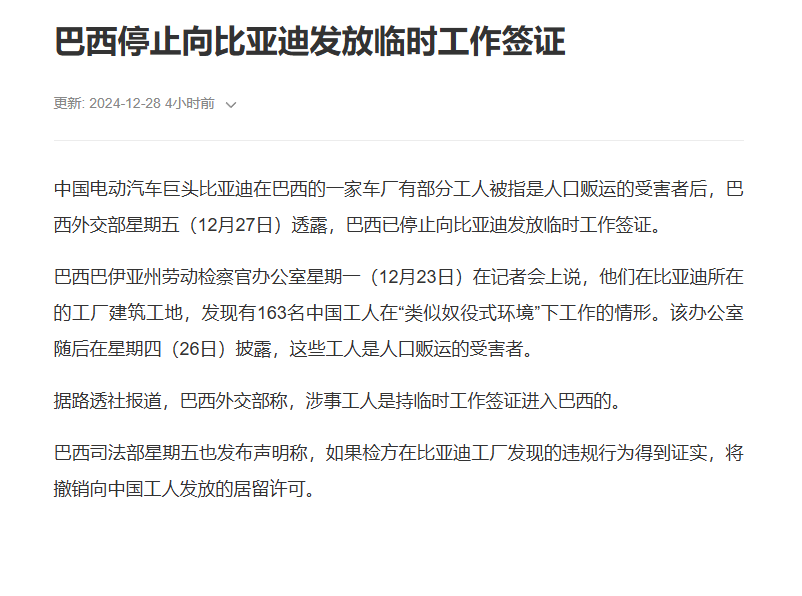 巴西停止向比亚迪发放临时工作签证
更新: 2024-12-28 4小时前
中国电动汽车巨头比亚迪在巴西的一家车厂有部分工人被指是人口贩运的受害者后，巴
西外交部星期五（12月27日）透露，巴西已停止向比亚迪发放临时工作签证。
巴西巴伊亚州劳动检察官办公室星期一（12月23日）在记者会上说，他们在比亚迪所在
的工厂建筑工地，发现有163名中国工人在“类似奴役式环境”下工作的情形。该办公室
随后在星期四（26日）披露，这些工人是人口贩运的受害者。
据路透社报道，巴西外交部称，涉事工人是持临时工作签证进入巴西的。
巴西司法部星期五也发布声明称，如果检方在比亚迪工厂发现的违规行为得到证实，将
撤销向中国工人发放的居留许可。